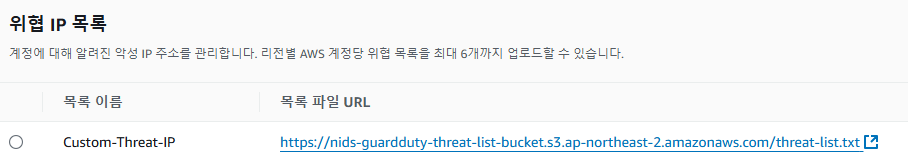 위협 IP 목록
계정에 대해 알려진 악성 IP 주소를 관리합니다. 리전별 AWS 계정당 위협 목록을 최대 6개까지 업로드할 수 있습니다.
목록 이름 목록 파일 URL
Custom-Threat-IP https://nids-guardduty-threat-list-bucket.s3.ap-northeast-2.amazonaws.com/threat-list.txt